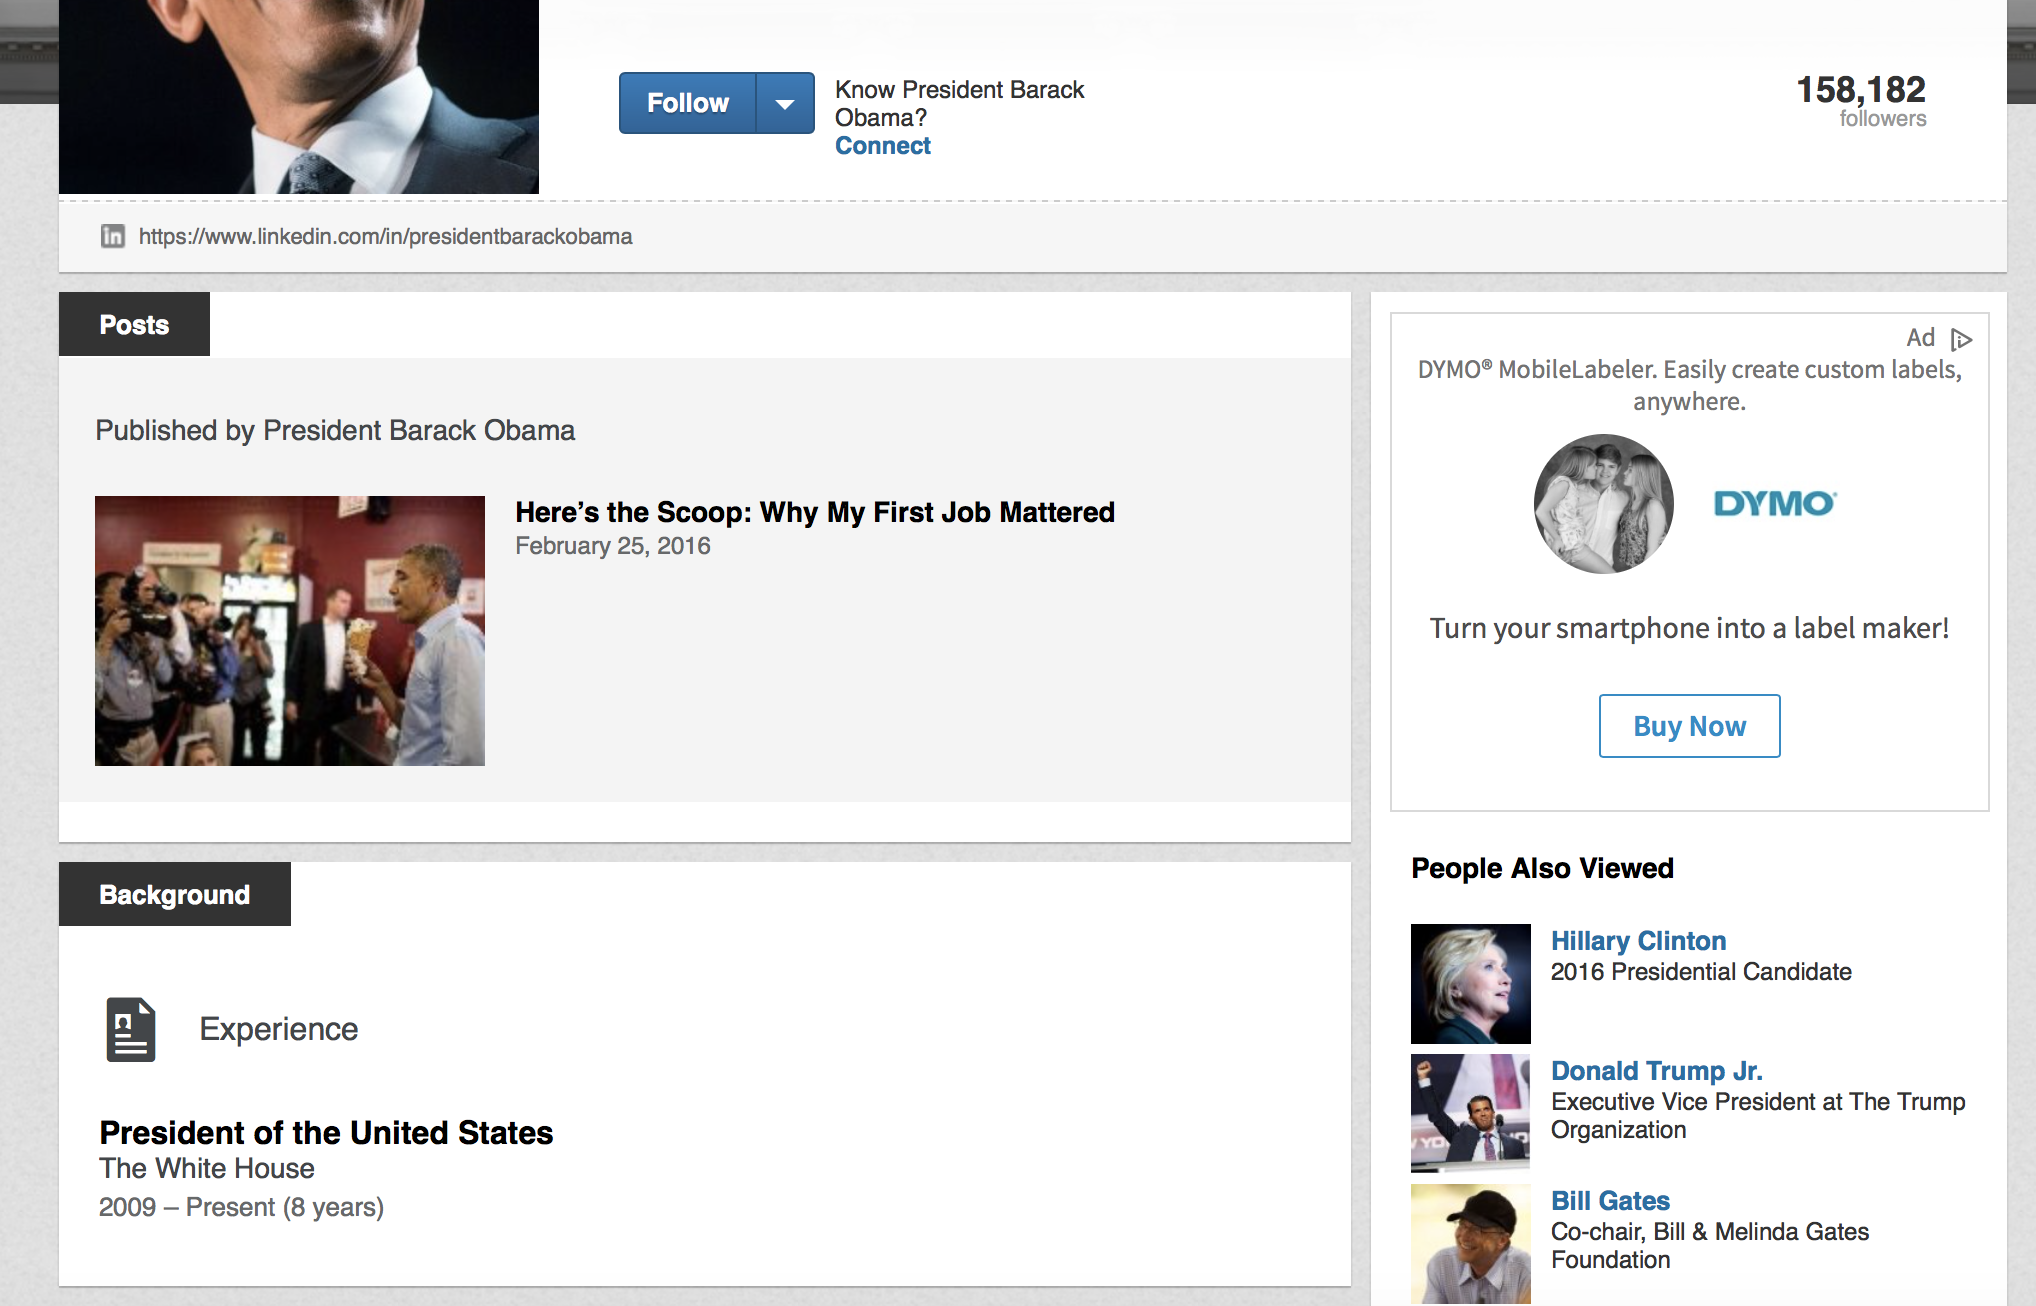 Follow
Know President Barack
Obama?
Connect
158,182
followers
in
https://www.linkedin.com/in/presidentbarackobama
Posts
Published by President Barack Obama
Here’s the Scoop: Why My First Job Mattered
February 25, 2016
Background
Experience
President of the United States
The White House
2009 – Present (8 years)
Ad
DYMO® MobileLabeler. Easily create custom labels,
anywhere.
DYMO
Turn your smartphone into a label maker!
Buy Now
People Also Viewed
Hillary Clinton
2016 Presidential Candidate
Donald Trump Jr.
Executive Vice President at The Trump
Organization
Bill Gates
Co-chair, Bill & Melinda Gates
Foundation